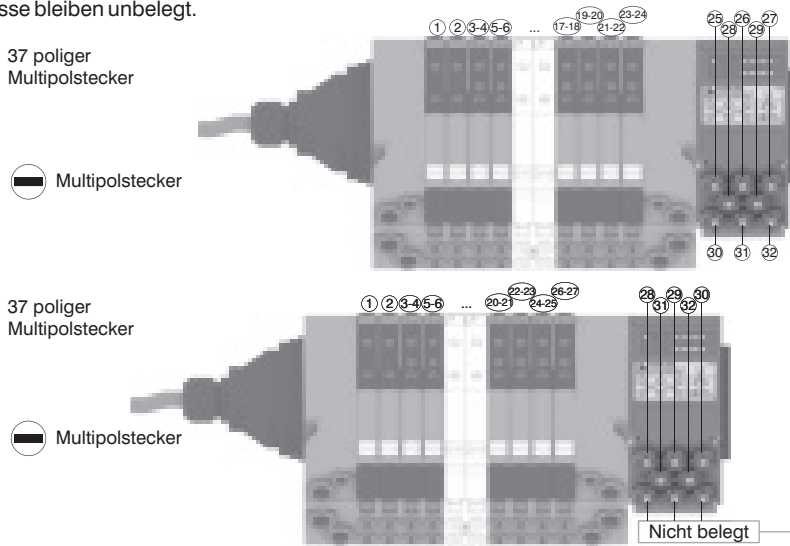 sse bleiben unbelegt.
37 poliger
Multipolstecker
Multipolstecker
1 2 3-4 5-6 ... 17-18 19-20 21-22 23-24
25 28 26 29 27
30 31 32
37 poliger
Multipolstecker
Multipolstecker
1 2 3-4 5-6 ... 20-21 22-23 24-25 26-27
28 31 29 32 30
Nicht belegt